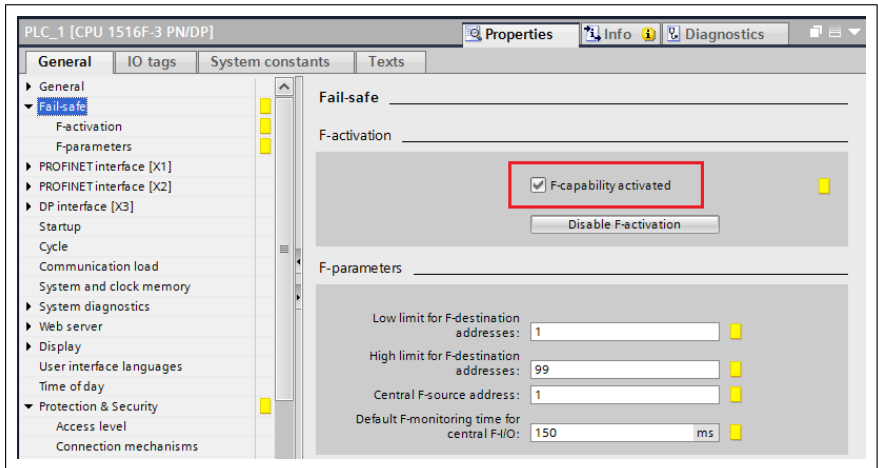 PLC_1 [CPU 1516F-3 PN/DP]
Properties
Info
Diagnostics
General
IO tags
System constants
Texts
General
Fail-safe
F-activation
F-parameters
PROFINET interface [X1]
PROFINET interface [X2]
DP interface [X3]
Startup
Cycle
Communication load
System and clock memory
System diagnostics
Web server
Display
User interface languages
Time of day
Protection & Security
Access level
Connection mechanisms
Fail-safe
F-activation
F-capability activated
Disable F-activation
F-parameters
Low limit for F-destination
addresses: 1
High limit for F-destination
addresses: 99
Central F-source address: 1
Default F-monitoring time for
central F-I/O: 150 ms